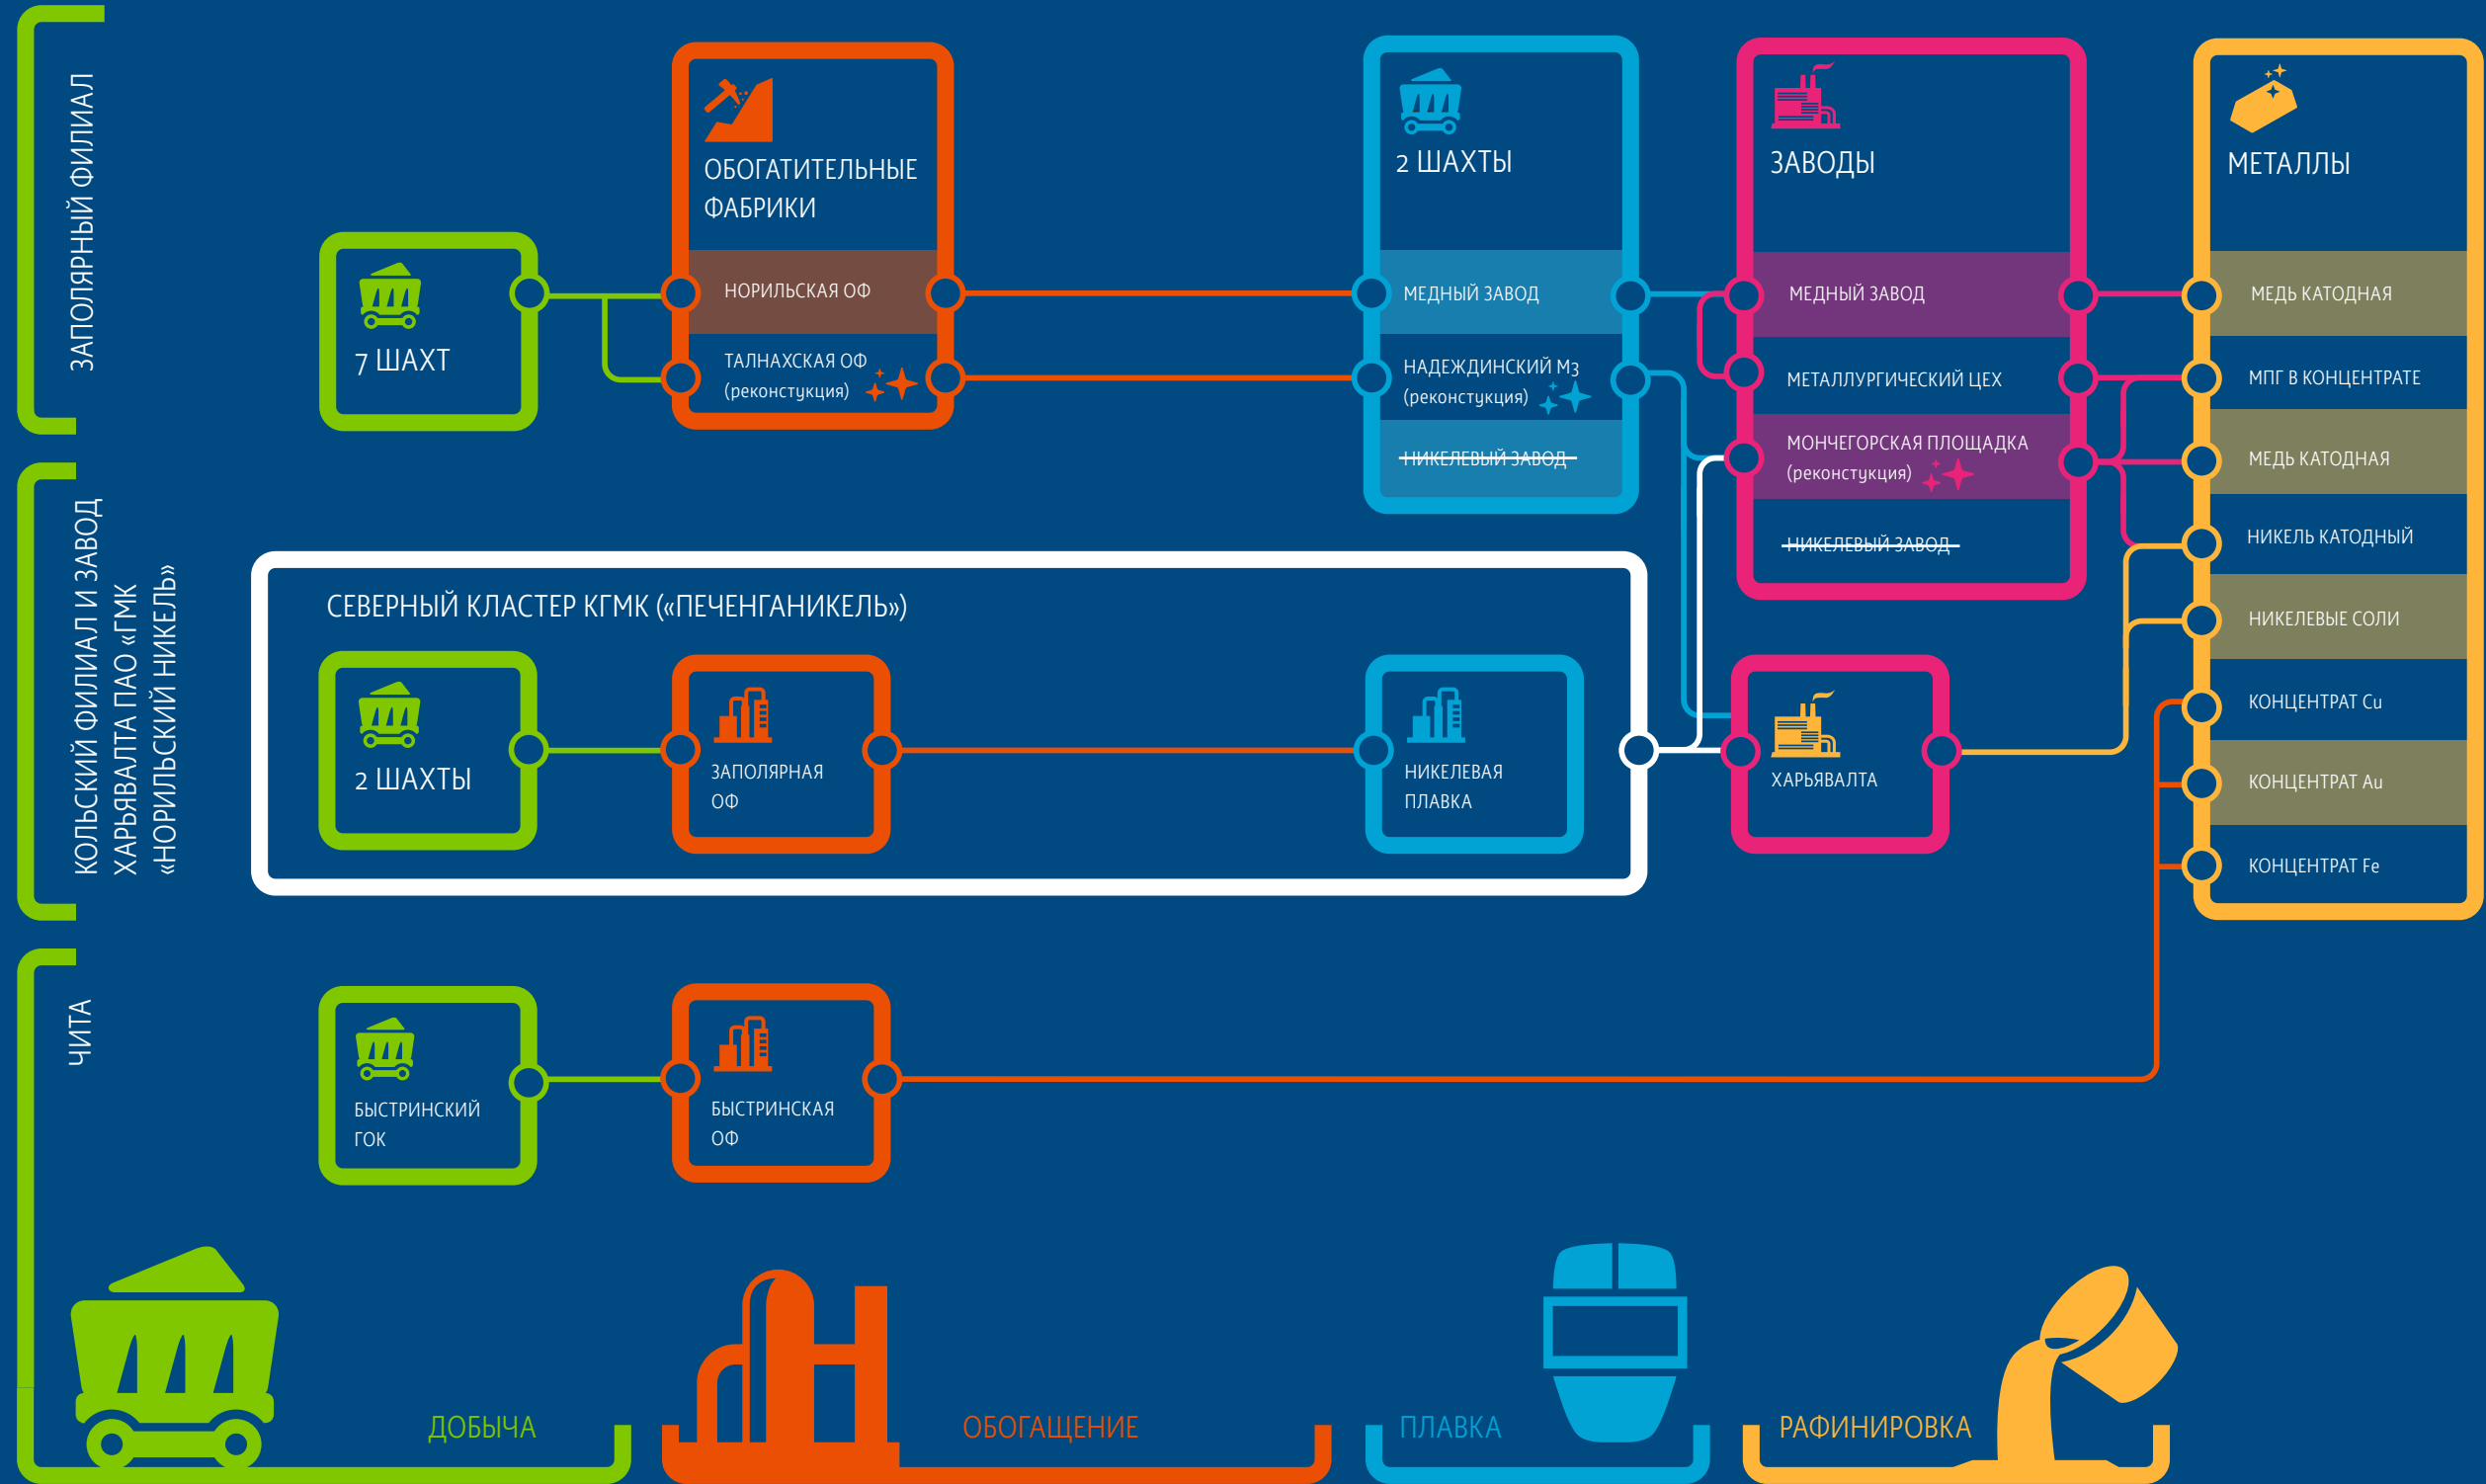 ЗАПОЛЯРНЫЙ ФИЛИАЛ
7 ШАХТ
ОБОГАТИТЕЛЬНЫЕ
ФАБРИКИ
НОРИЛЬСКАЯ ОФ
ТАЛНАХСКАЯ ОФ
(реконстукция)
2 ШАХТЫ
МЕДНЫЙ ЗАВОД
НАДЕЖДИНСКИЙ МЗ
(реконстукция)
НИКЕЛЕВЫЙ ЗАВОД
ЗАВОДЫ
МЕДНЫЙ ЗАВОД
МЕТАЛЛУРГИЧЕСКИЙ ЦЕХ
МОНЧЕГОРСКАЯ ПЛОЩАДКА
(реконстукция)
НИКЕЛЕВЫЙ ЗАВОД
МЕТАЛЛЫ
МЕДЬ КАТОДНАЯ
МПГ В КОНЦЕНТРАТЕ
МЕДЬ КАТОДНАЯ
НИКЕЛЬ КАТОДНЫЙ
НИКЕЛЕВЫЕ СОЛИ
КОНЦЕНТРАТ Cu
КОНЦЕНТРАТ Au
КОНЦЕНТРАТ Fe
КОЛЬСКИЙ ФИЛИАЛ И ЗАВОД
ХАРЬЯВАЛТА ПАО «ГМК
«НОРИЛЬСКИЙ НИКЕЛЬ»
СЕВЕРНЫЙ КЛАСТЕР КГМК («ПЕЧЕНГАНИКЕЛЬ»)
2 ШАХТЫ
ЗАПОЛЯРНАЯ
ОФ
НИКЕЛЕВАЯ
ПЛАВКА
ХАРЬЯВАЛТА
ЧИТА
БЫСТРИНСКИЙ
ГОК
БЫСТРИНСКАЯ
ОФ
ДОБЫЧА
ОБОГАЩЕНИЕ
ПЛАВКА
РАФИНИРОВКА